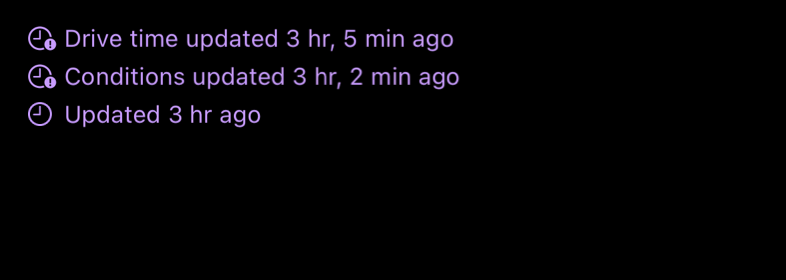 Drive time updated 3 hr, 5 min ago
Conditions updated 3 hr, 2 min ago
Updated 3 hr ago